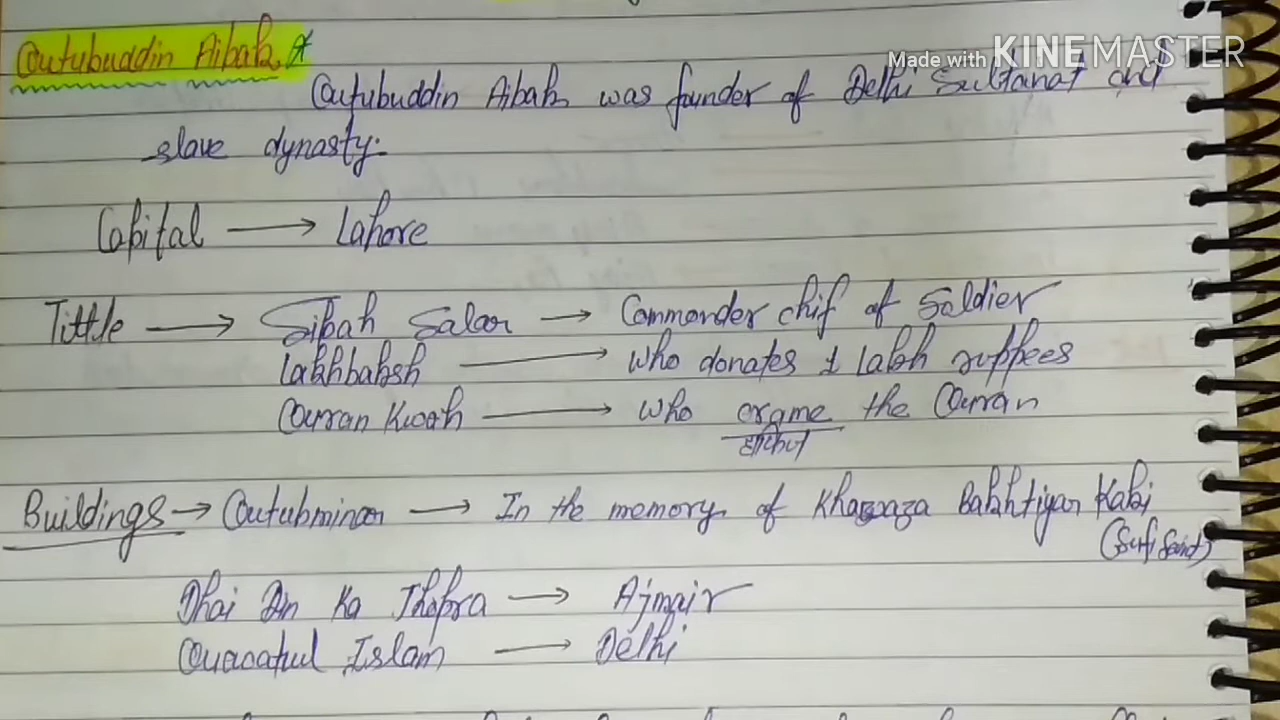 Made with KINEMASTER
Qutubuddin Aibak
Qutubuddin Aibak was founder of Delhi Sultanat and
slave dynasty.
Capital → Lahore
Tittle → Sipah Salar → Commander chif of Soldier
Lakhbaksh → who donates 1 Lakh ruppees
Quran Kwah → who crame the Quran
Buildings → Qutubminar → In the memory of Khawaza Bakhtiyar Kaki
(Sufi Saint)
Dhai Din Ka Jhopra → Ajmair
Quacatul Islam → Delhi